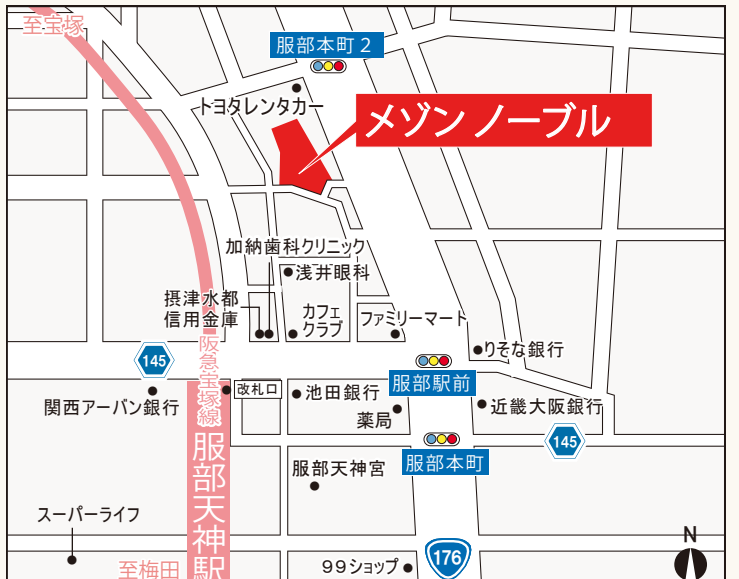 至宝塚
服部本町2
トヨタレンタカー
メゾン ノーブル
加納歯科クリニック
浅井眼科
摂津水都
信用金庫
カフェ
クラブ
ファミリーマート
りそな銀行
145
阪急宝塚線
服部駅前
関西アーバン銀行
改札口
池田銀行
薬局
近畿大阪銀行
145
服部天神駅
服部天神宮
服部本町
スーパーライフ
至梅田
99ショップ
176
N